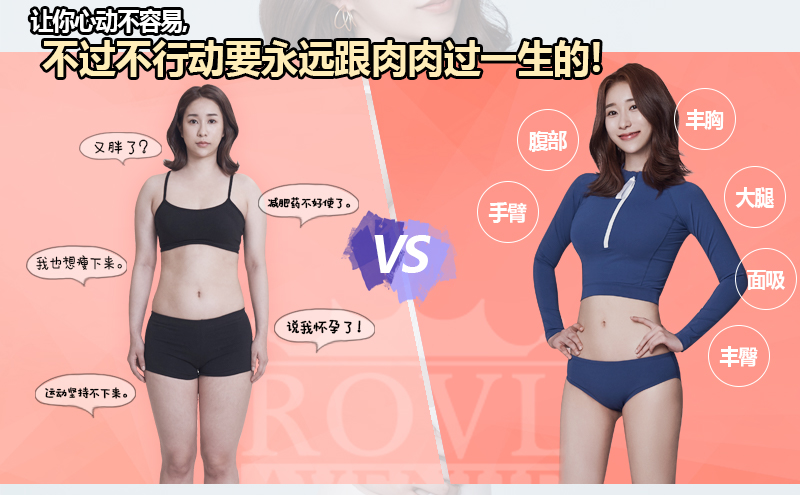 让你心动不容易,
不过不行动要永远跟肉肉过一生的!
又胖了?
减肥药不好使了。
我也想瘦下来。
说我怀孕了!
运动坚持不下来。
VS
腹部
丰胸
手臂
大腿
面吸
丰臀
ROVL
AVENUE